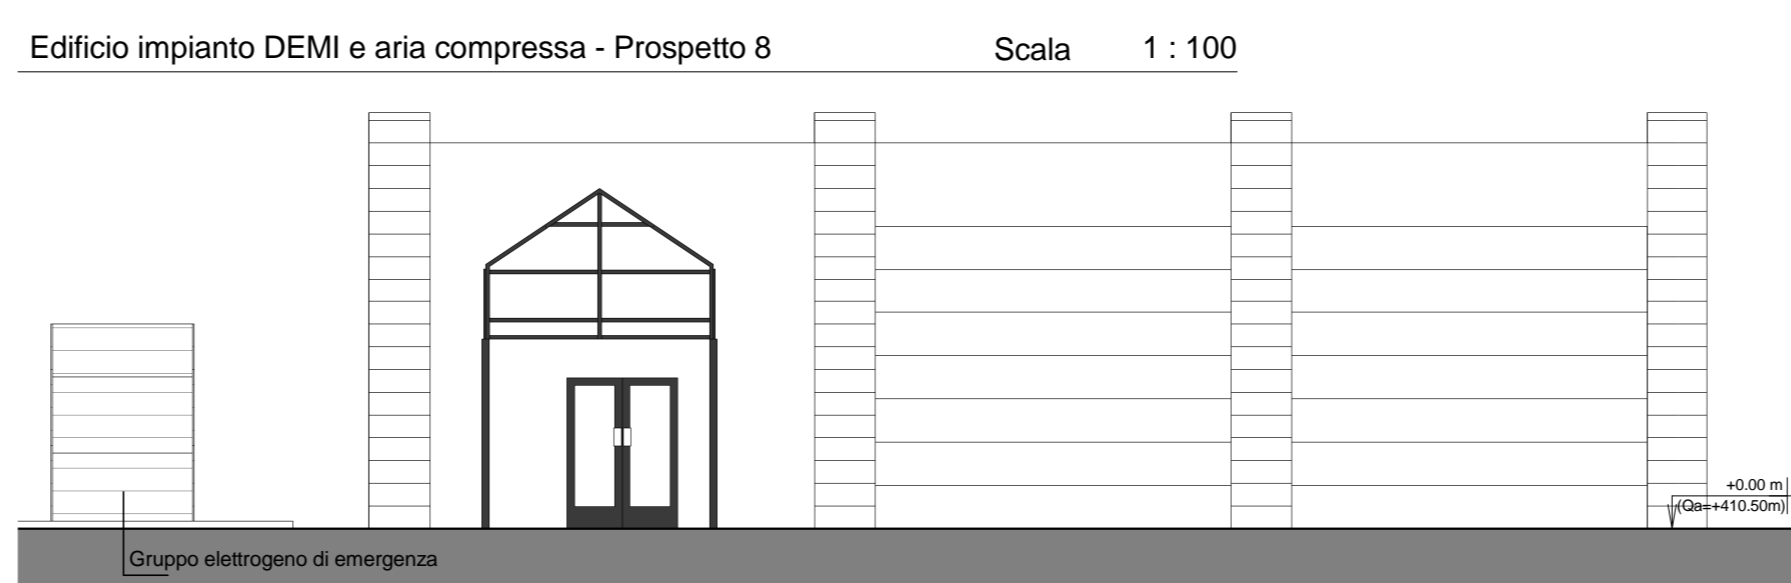 Edificio impianto DEMI e aria compressa - Prospetto 8 Scala 1 : 100
+0.00 m
(Qa=+410.50m)
Gruppo elettrogeno di emergenza